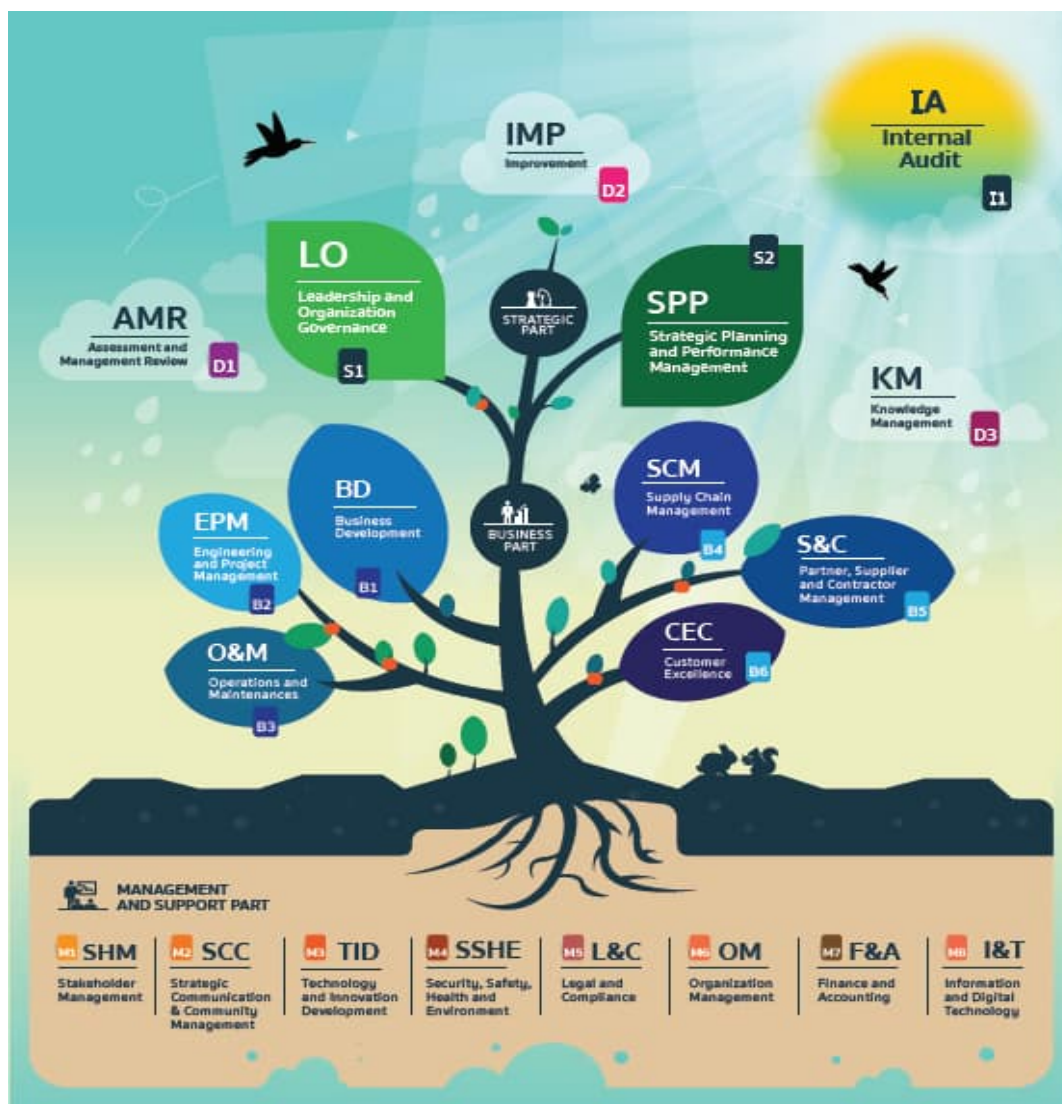 IMP
Improvement
D2
IA
Internal
Audit
I1
LO
Leadership and
Organization
Governance
S1
STRATEGIC
PART
S2
SPP
Strategic Planning
and Performance
Management
AMR
Assessment and
Management Review
D1
KM
Knowledge
Management
D3
BD
Business
Development
B1
BUSINESS
PART
SCM
Supply Chain
Management
B4
EPM
Engineering
and Project
Management
B2
S&C
Partner, Supplier
and Contractor
Management
B5
O&M
Operations and
Maintenances
B3
CEC
Customer
Excellence
B6
MANAGEMENT
AND SUPPORT PART
M1 SHM
Stakeholder
Management
M2 SCC
Strategic
Communication
& Community
Management
M3 TID
Technology
and Innovation
Development
M4 SSHE
Security, Safety,
Health and
Environment
M5 L&C
Legal and
Compliance
M6 OM
Organization
Management
M7 F&A
Finance and
Accounting
M8 I&T
Information
and Digital
Technology